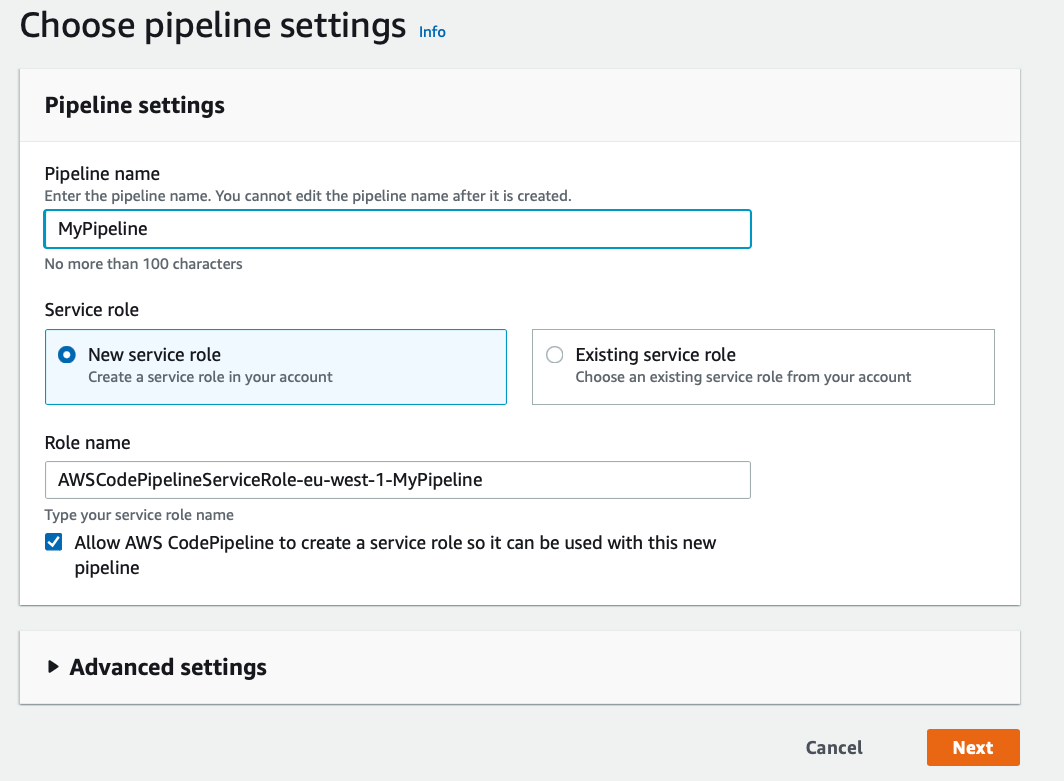 Choose pipeline settings Info
Pipeline settings
Pipeline name
Enter the pipeline name. You cannot edit the pipeline name after it is created.
MyPipeline
No more than 100 characters
Service role
New service role
Create a service role in your account
Existing service role
Choose an existing service role from your account
Role name
AWSCodePipelineServiceRole-eu-west-1-MyPipeline
Type your service role name
Allow AWS CodePipeline to create a service role so it can be used with this new
pipeline
Advanced settings
Cancel
Next